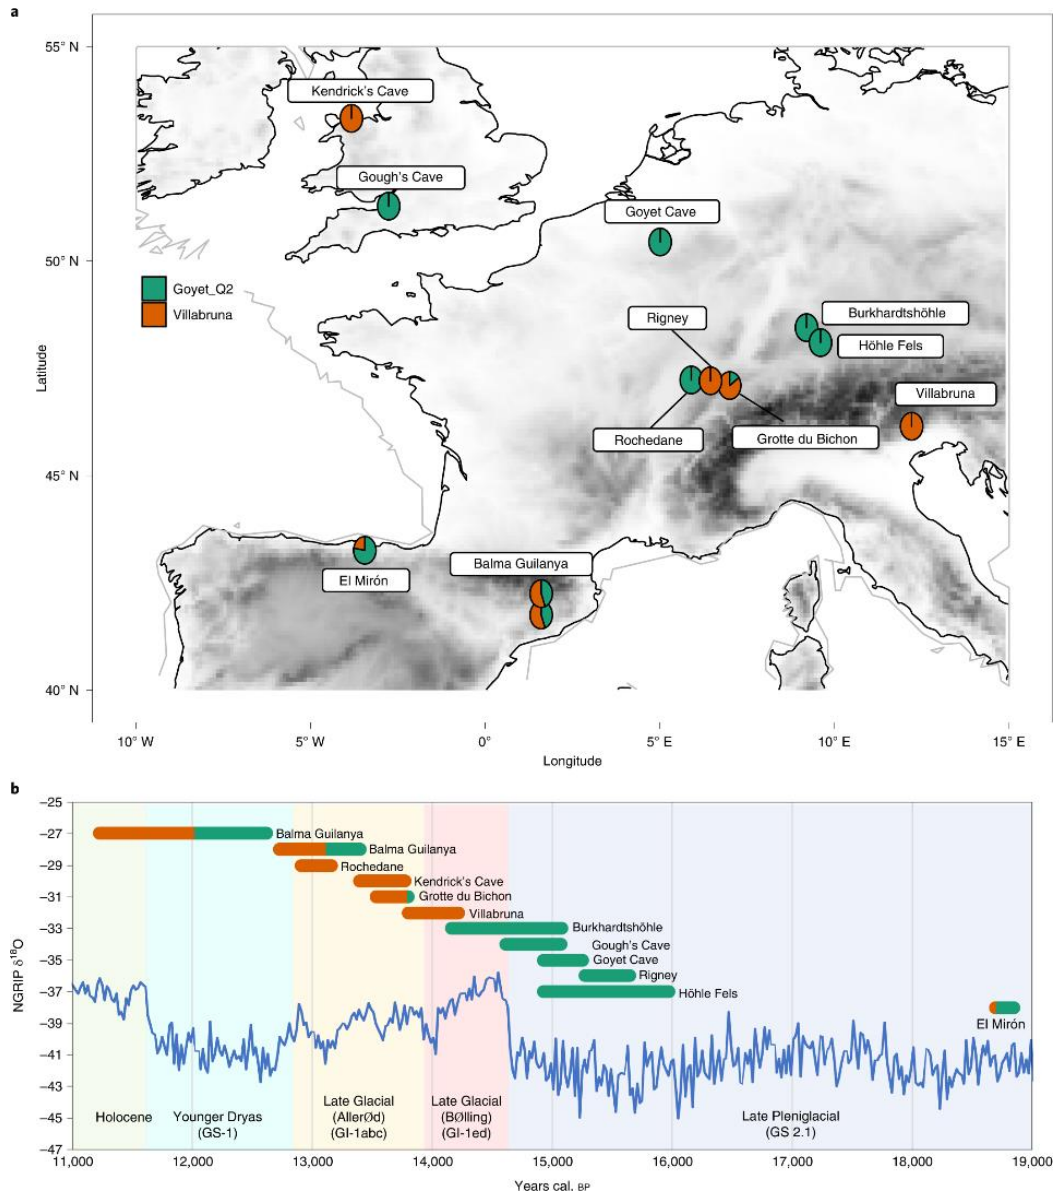 a
55° N
50° N
45° N
40° N
Latitude
Kendrick's Cave
Gough's Cave
Goyet Cave
Goyet_Q2
Villabruna
Rigney
Burkhardtshöhle
Höhle Fels
Villabruna
Rochedane
Grotte du Bichon
El Mirón
Balma Guilanya
10° W
5° W
0°
5° E
10° E
15° E
Longitude
b
–25
–27
–29
–31
–33
–35
–37
–39
–41
–43
–45
–47
NGRIP δ¹⁸O
Balma Guilanya
Balma Guilanya
Rochedane
Kendrick's Cave
Grotte du Bichon
Villabruna
Burkhardtshöhle
Gough's Cave
Goyet Cave
Rigney
Höhle Fels
El Mirón
Holocene
Younger Dryas
(GS-1)
Late Glacial
(AllerØd)
(GI-1abc)
Late Glacial
(BØlling)
(GI-1ed)
Late Pleniglacial
(GS 2.1)
11,000
12,000
13,000
14,000
15,000
16,000
17,000
18,000
19,000
Years cal. BP